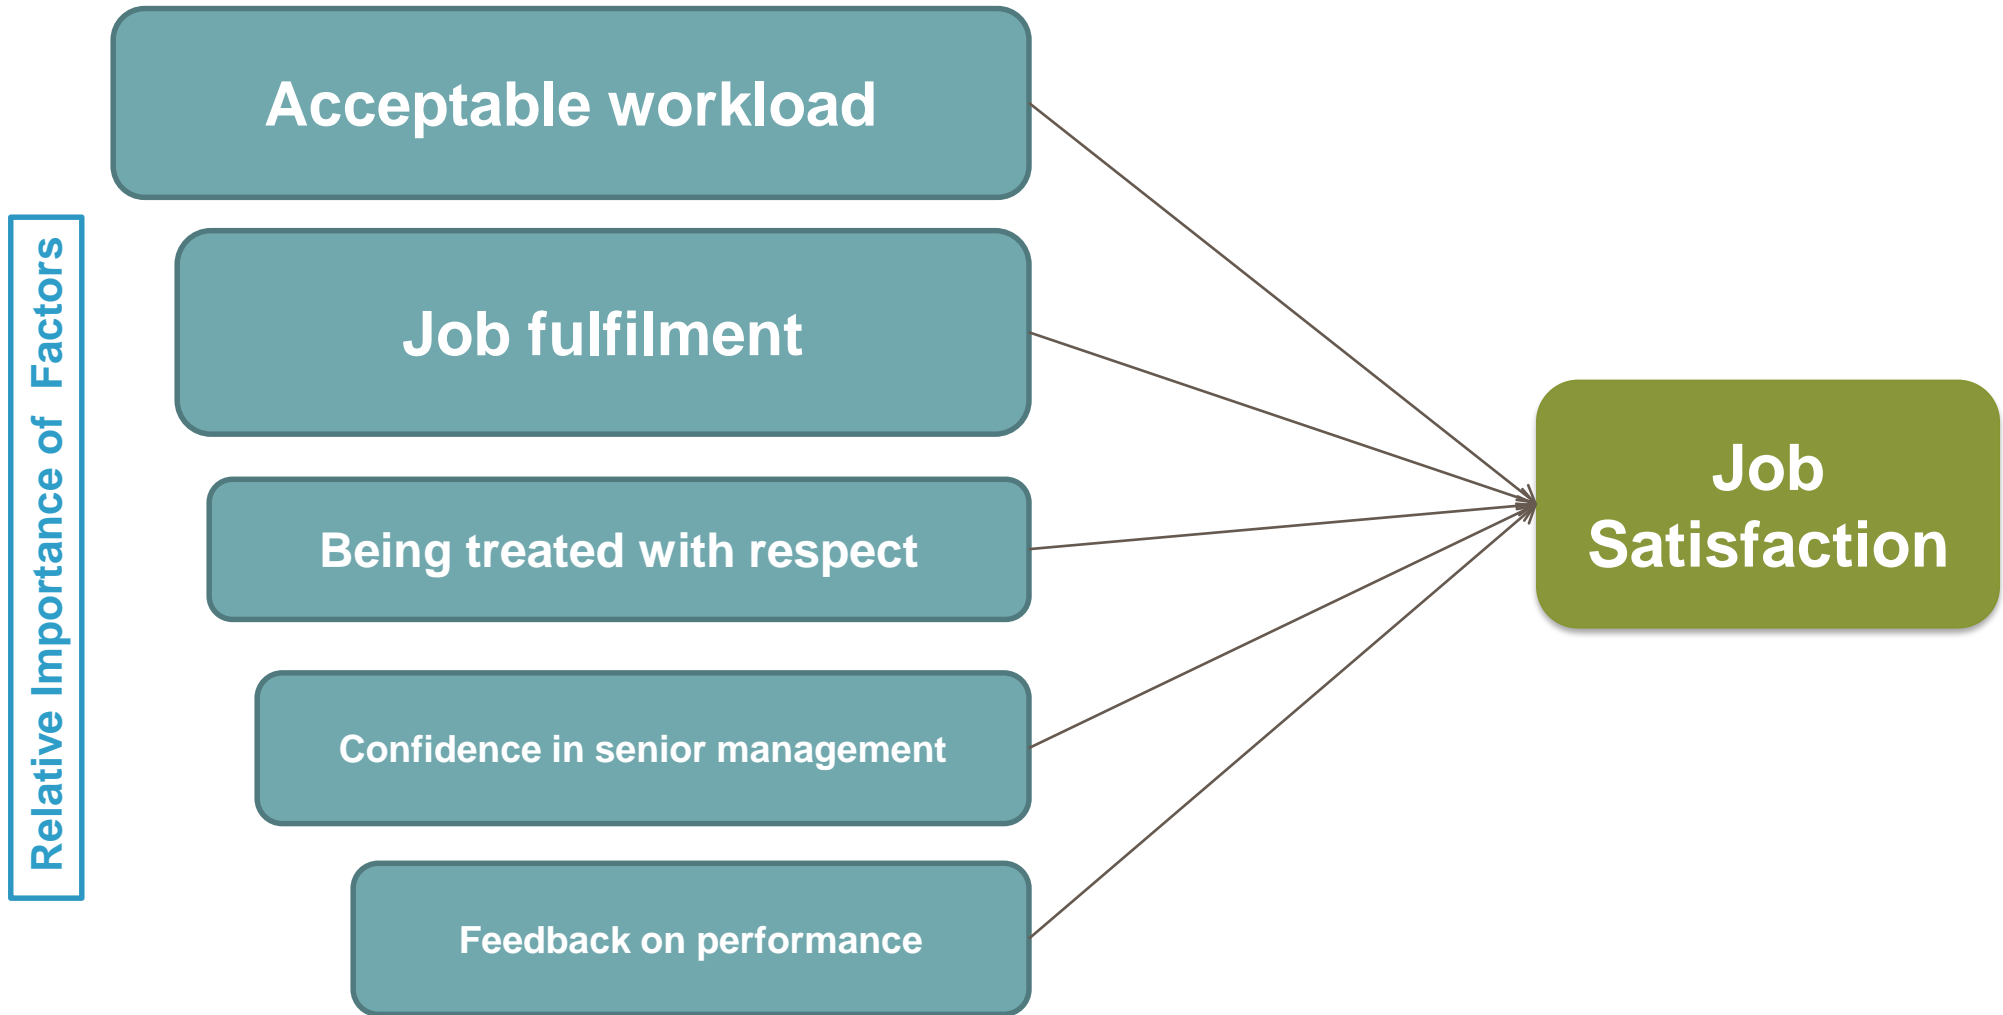 Acceptable workload
Relative Importance of Factors
Job fulfilment
Being treated with respect
Confidence in senior management
Feedback on performance
Job
Satisfaction